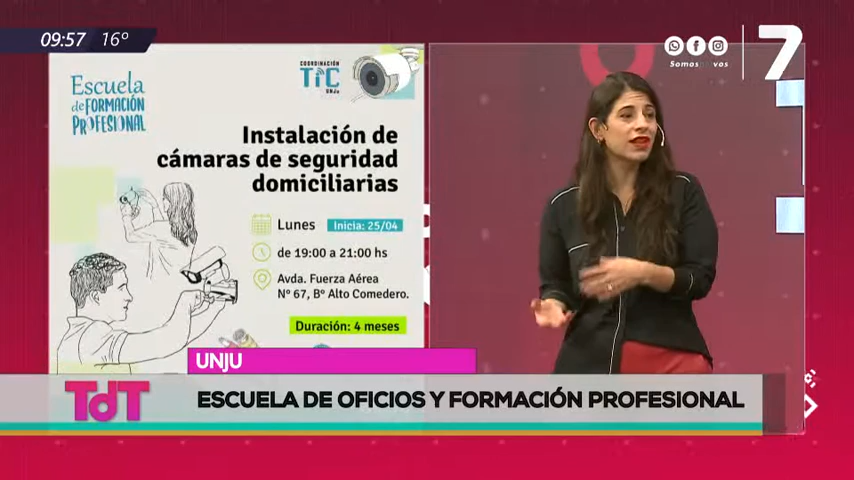 09:57 16°
7
Somos vos
Escuela
de FORMACIÓN
PROFESIONAL
COORDINACIÓN
TIC
UNJu
Instalación de
cámaras de seguridad
domiciliarias
Lunes Inicia: 25/04
de 19:00 a 21:00 hs
Avda. Fuerza Aérea
N° 67, B° Alto Comedero.
Duración: 4 meses
UNJU
TdT
ESCUELA DE OFICIOS Y FORMACIÓN PROFESIONAL